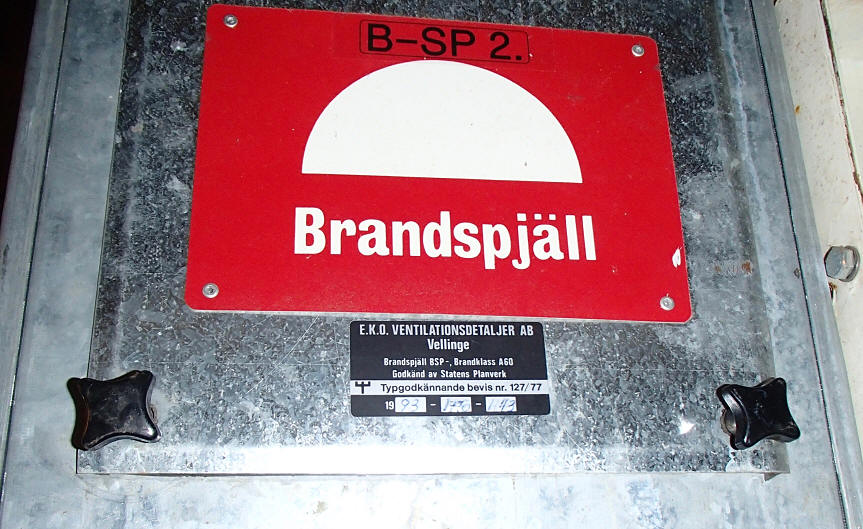 B-SP 2.
Brandspjäll
E.K.O. VENTILATIONSDETALJER AB
Vellinge
Brandspjäll BSP-, Brandklass A60
Godkänd av Statens Planverk
Typgodkännande bevis nr. 127/77
19 93 - -